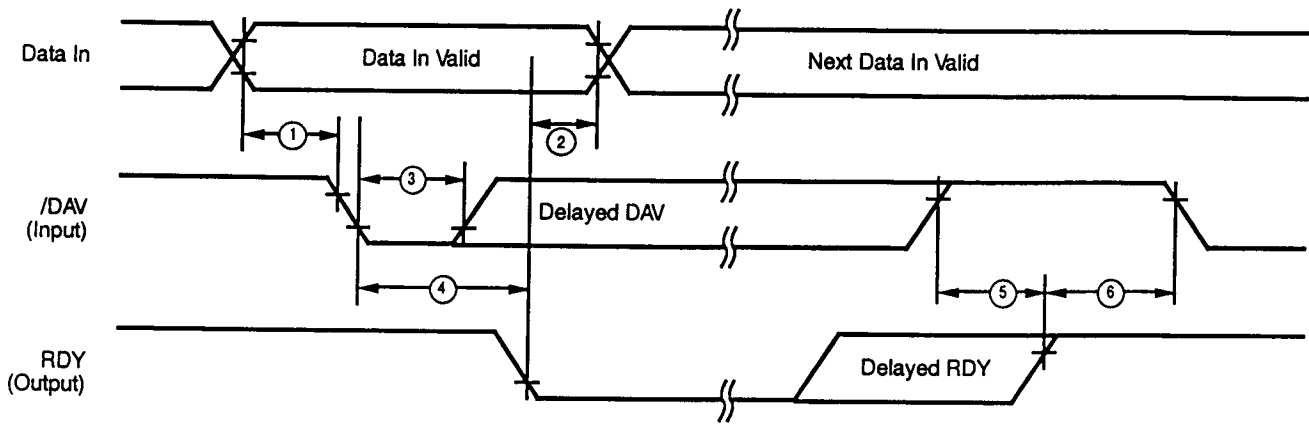 Data In
Data In Valid
Next Data In Valid
1
2
3
/DAV
(Input)
Delayed DAV
4
5
6
RDY
(Output)
Delayed RDY